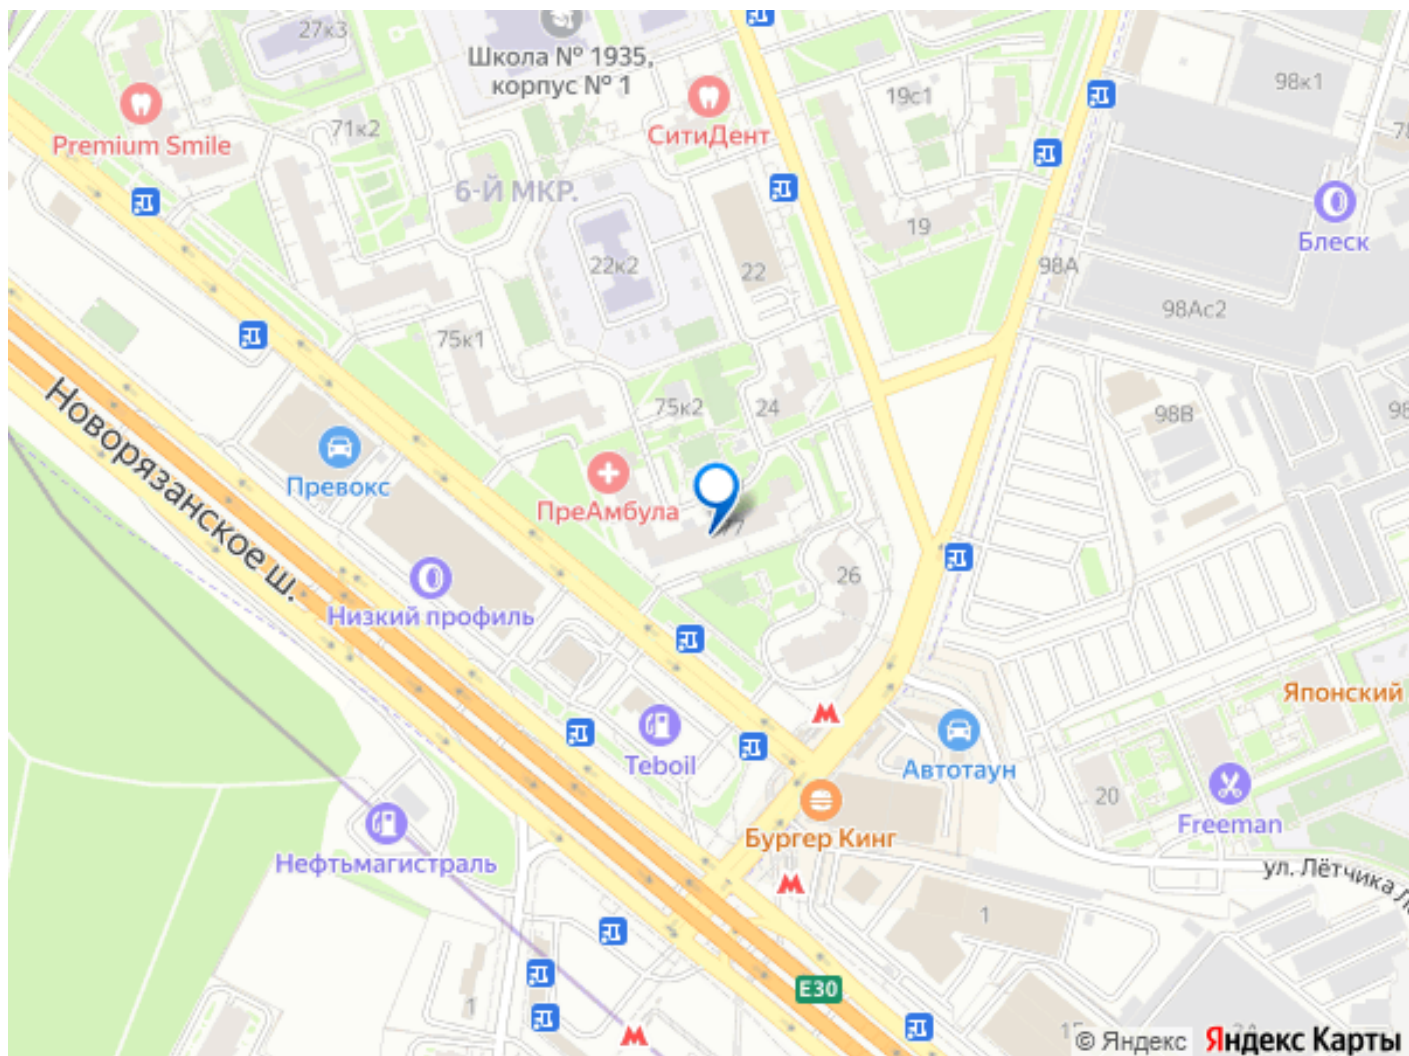 27к3
Школа № 1935,
корпус № 1
СитиДент
19с1
98к1
71к2
Premium Smile
6-Й МКР.
19
Блеск
22к2
22
98А
98Ас2
75к1
75к2
24
98В
Новорязанское ш.
Превокс
ПреАмбула
26
Низкий профиль
Японский
Teboil
Автотаун
20
Freeman
Бургер Кинг
Нефтьмагистраль
ул. Лётчика
1
E30
1
© Яндекс
Яндекс Карты